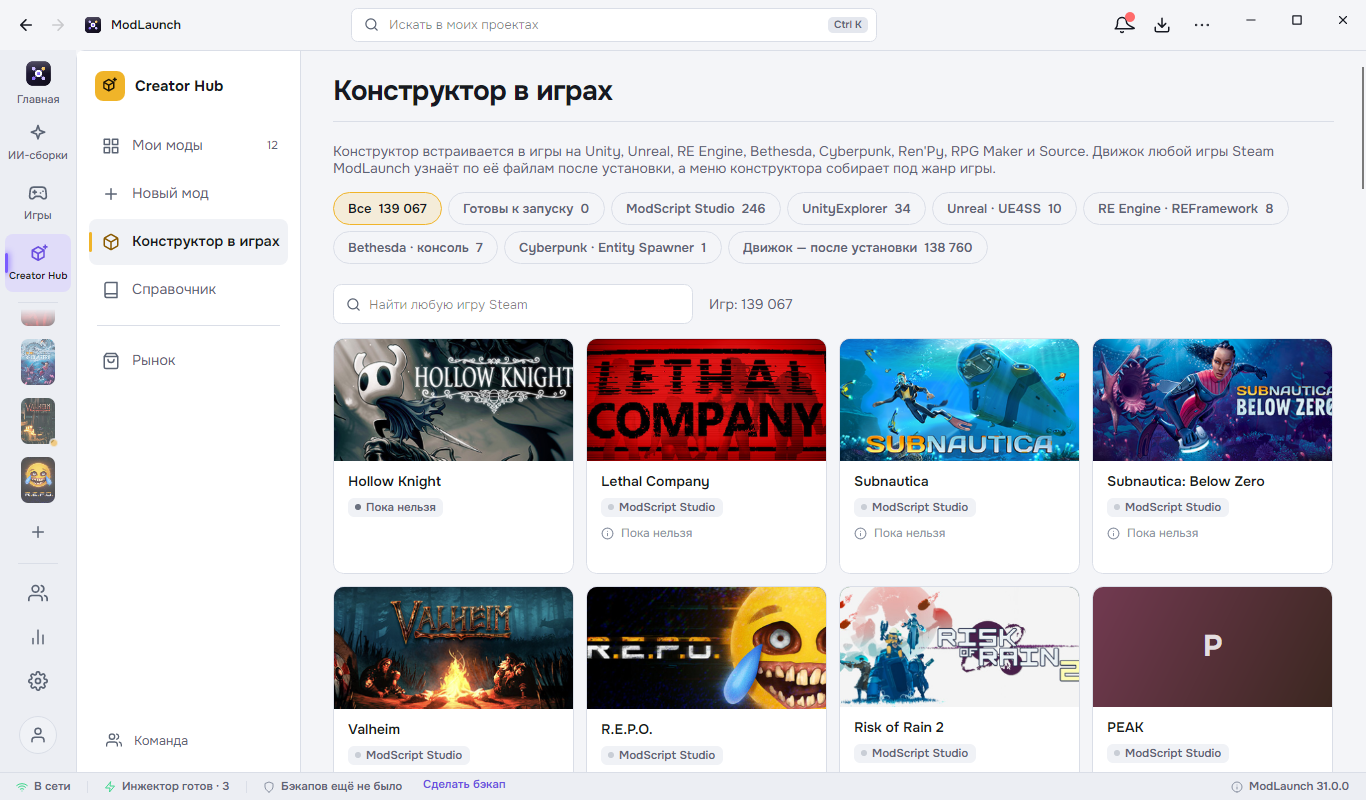 ModLaunch
Искать в моих проектах
Ctrl K
Главная
ИИ-сборки
Игры
Creator Hub
VALHEIM
R.E.P.O.
Creator Hub
Мои моды 12
Новый мод
Конструктор в играх
Справочник
Рынок
Команда
Конструктор в играх
Конструктор встраивается в игры на Unity, Unreal, RE Engine, Bethesda, Cyberpunk, Ren'Py, RPG Maker и Source. Движок любой игры Steam
ModLaunch узнаёт по её файлам после установки, а меню конструктора собирает под жанр игры.
Все 139 067
Готовы к запуску 0
ModScript Studio 246
UnityExplorer 34
Unreal · UE4SS 10
RE Engine · REFramework 8
Bethesda · консоль 7
Cyberpunk · Entity Spawner 1
Движок — после установки 138 760
Найти любую игру Steam
Игр: 139 067
HOLLOW KNIGHT
Hollow Knight
Пока нельзя
LETHAL
COMPANY
Lethal Company
ModScript Studio
Пока нельзя
SUBNAUTICA
Subnautica
ModScript Studio
Пока нельзя
SUBNAUTICA
BELOW ZERO
Subnautica: Below Zero
ModScript Studio
Пока нельзя
VALHEIM
Valheim
ModScript Studio
R.E.P.O.
R.E.P.O.
ModScript Studio
RISK
OF RAIN 2
Risk of Rain 2
ModScript Studio
P
PEAK
ModScript Studio
В сети
Инжектор готов · 3
Бэкапов ещё не было
Сделать бэкап
ModLaunch 31.0.0